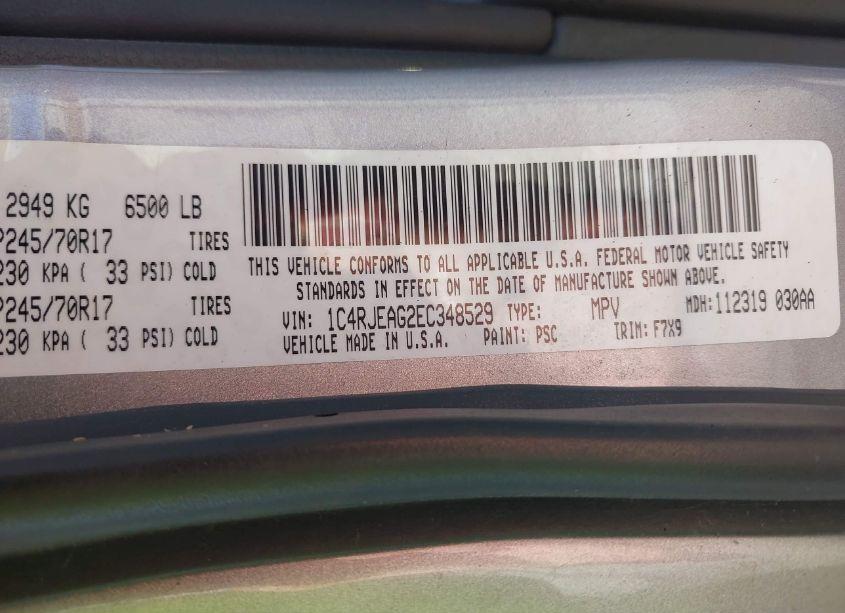 2949 KG 6500 LB
P245/70R17 TIRES
230 KPA ( 33 PSI) COLD
P245/70R17 TIRES
230 KPA ( 33 PSI) COLD
THIS VEHICLE CONFORMS TO ALL APPLICABLE U.S.A. FEDERAL MOTOR VEHICLE SAFETY
STANDARDS IN EFFECT ON THE DATE OF MANUFACTURE SHOWN ABOVE.
VIN: 1C4RJEAG2EC348529 TYPE: MPV MDH: 112319 030AA
VEHICLE MADE IN U.S.A. PAINT: PSC TRIM: F7X9